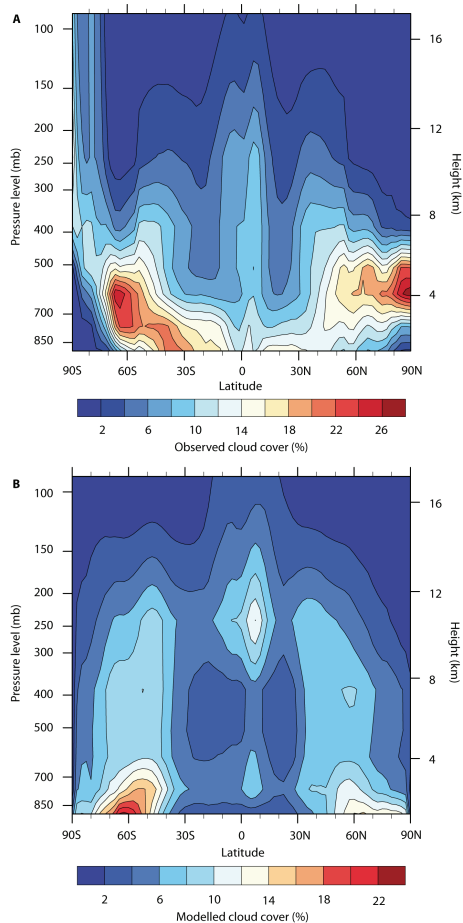 A
100
150
200
250
300
400
500
700
850
Pressure level (mb)
16
12
8
4
Height (km)
90S 60S 30S 0 30N 60N 90N
Latitude
2 6 10 14 18 22 26
Observed cloud cover (%)
B
100
150
200
250
300
400
500
700
850
Pressure level (mb)
16
12
8
4
Height (km)
90S 60S 30S 0 30N 60N 90N
Latitude
2 6 10 14 18 22
Modelled cloud cover (%)